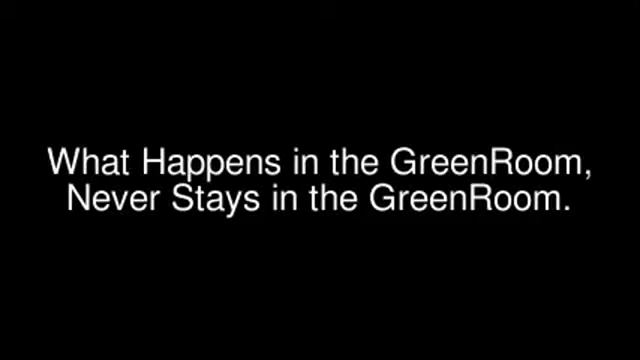 What Happens in the GreenRoom,
Never Stays in the GreenRoom.